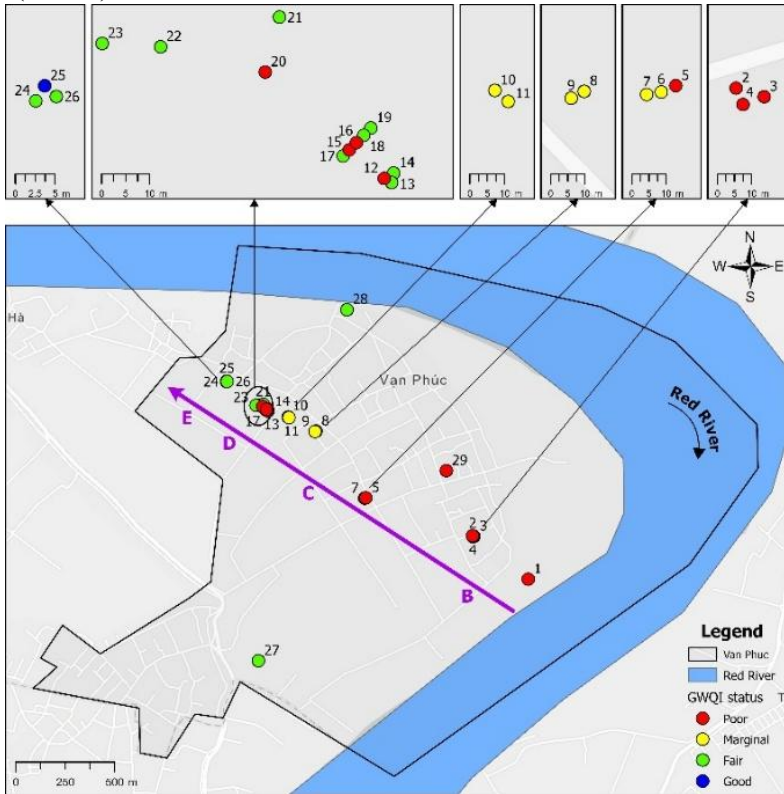 25
24
26
0 2.5 5 m
23
22
21
20
19
16
15
18
17
12
14
13
0 5 10 m
10
11
0 5 10 m
9
8
0 5 10 m
7
6
5
0 5 10 m
2
3
4
0 5 10 m
N
W
E
S
Hà
28
25
24
26
Vạn Phúc
21
23
14
10
17
13
11
9
8
Red River
E
D
C
B
29
7
5
2
3
4
1
27
Legend
Van Phuc
Red River
GWQI status
T
Poor
Marginal
Fair
Good
0 250 500 m